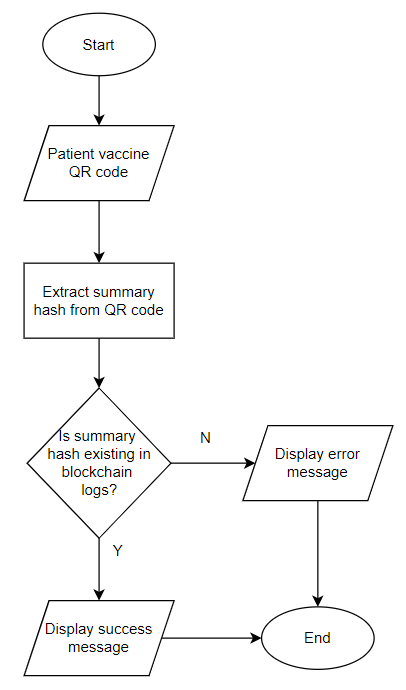 Start
Patient vaccine
QR code
Extract summary
hash from QR code
Is summary
hash existing in
blockchain
logs?
N
Display error
message
Y
Display success
message
End